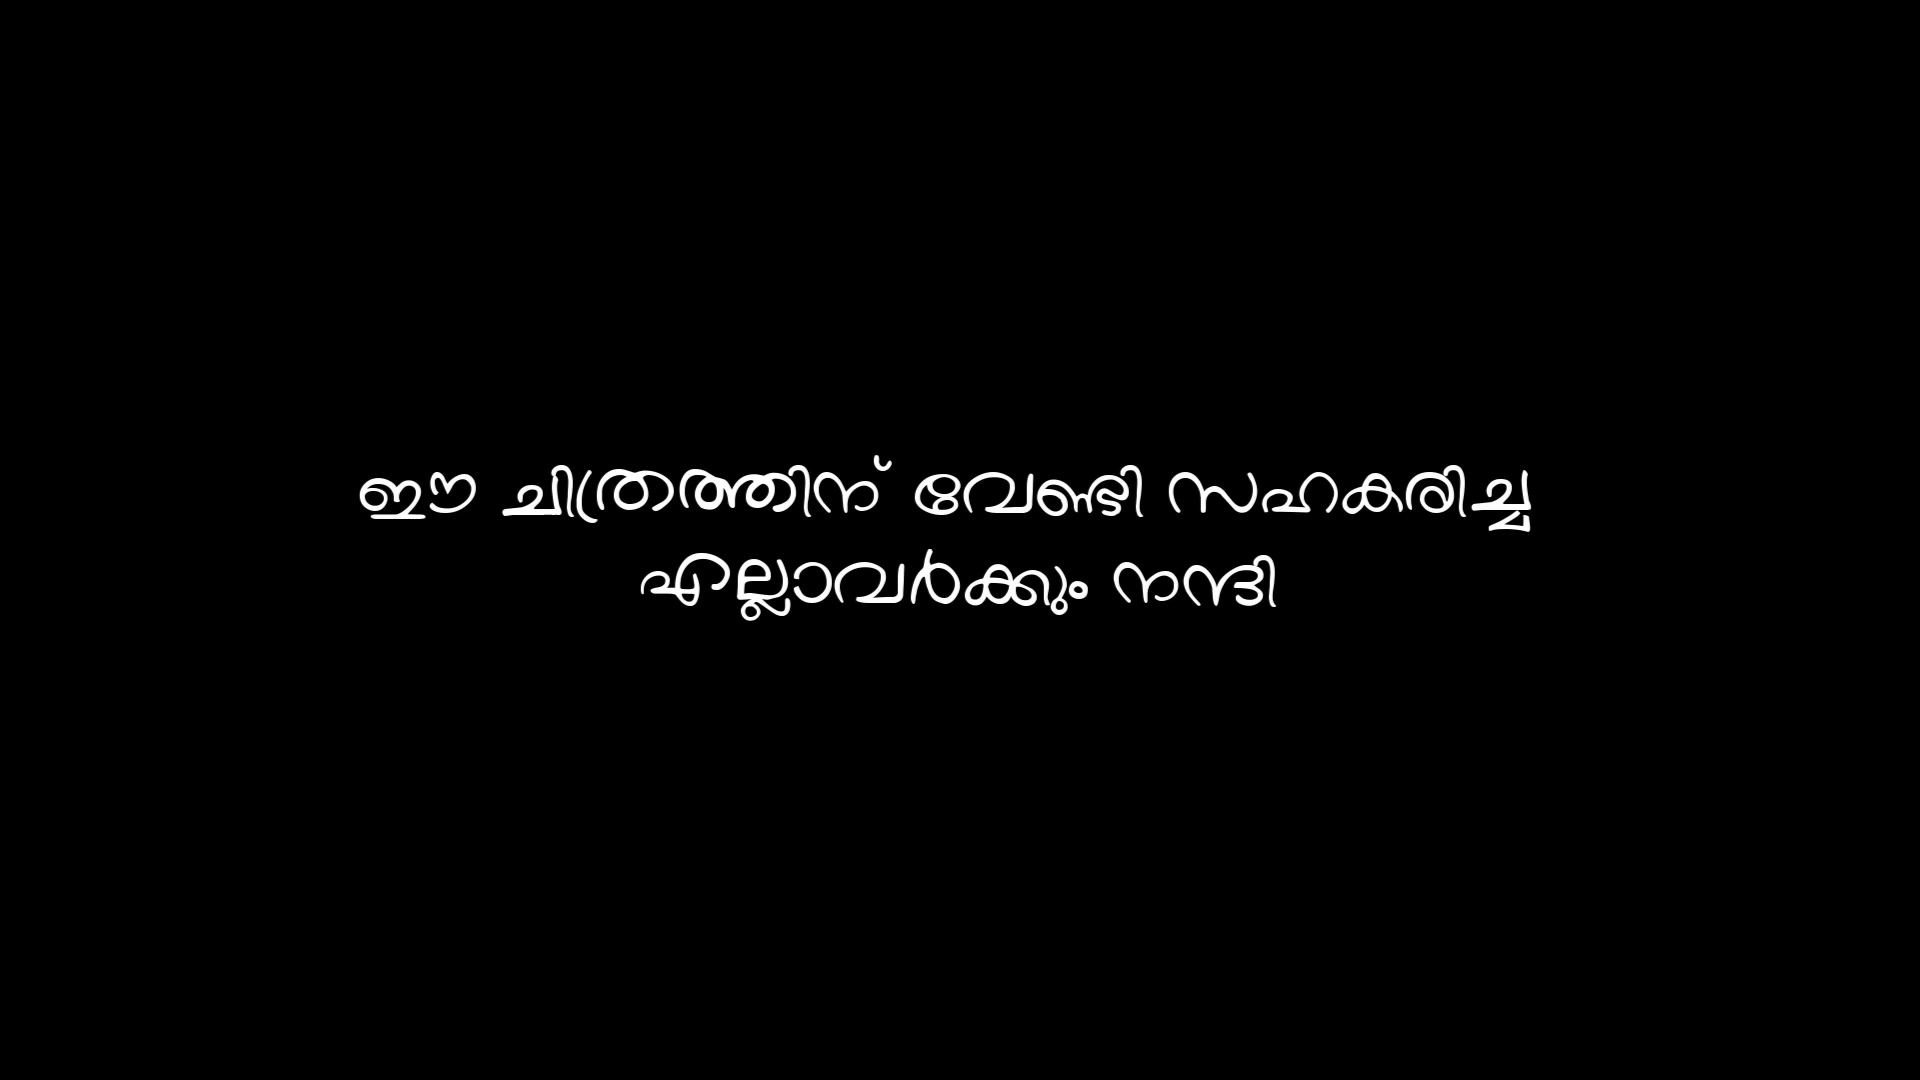 ഈ ചിത്രത്തിന് വേണ്ടി സഹകരിച്ച
എല്ലാവർക്കും നന്ദി